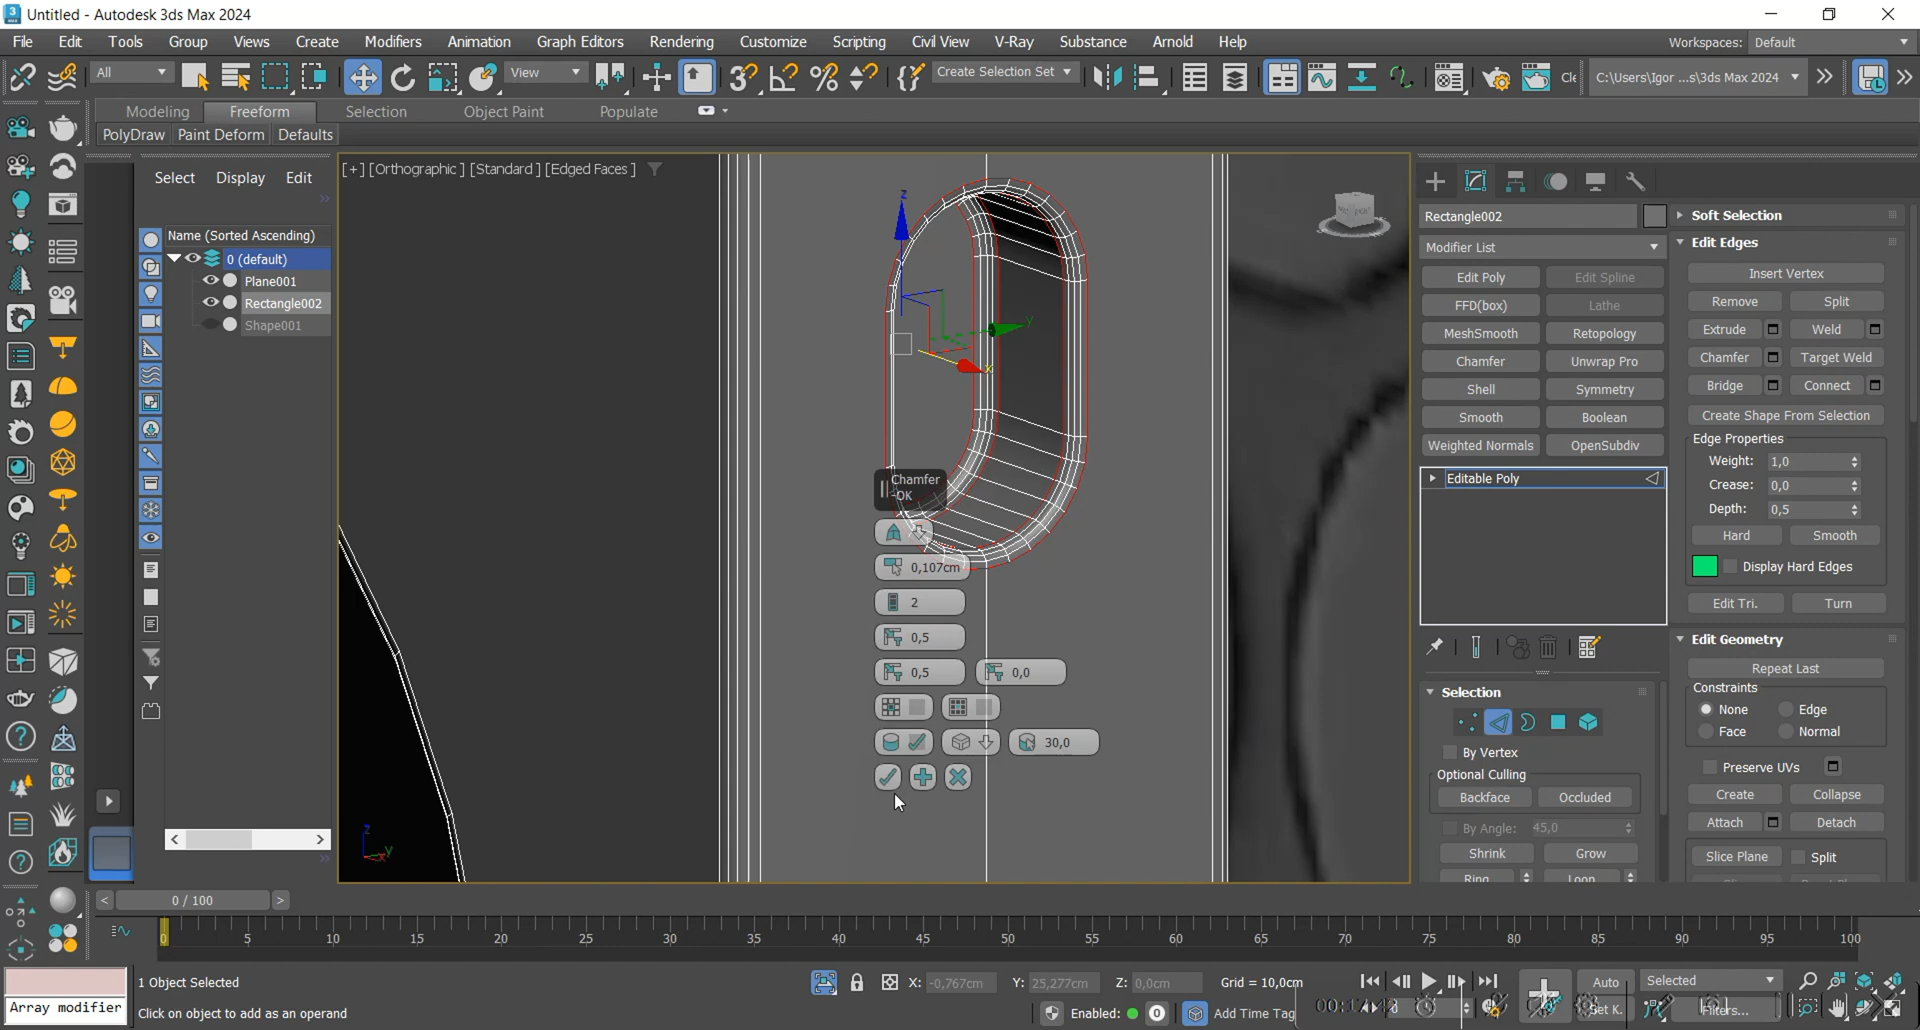 Untitled - Autodesk 3ds Max 2024
File Edit Tools Group Views Create Modifiers Animation Graph Editors Rendering Customize Scripting Civil View V-Ray Substance Arnold Help Workspaces: Default
All View Create Selection Set C:\Users\Igor ...s\3ds Max 2024
Modeling Freeform Selection Object Paint Populate
PolyDraw Paint Deform Defaults
Select Display Edit
Name (Sorted Ascending)
0 (default)
Plane001
Rectangle002
Shape001
[+] [Orthographic ] [Standard ] [Edged Faces ]
z
y
x
Chamfer
-OK
0,107cm
2
0,5
0,5 0,0
30,0
z
y
x
Rectangle002
Modifier List
Edit Poly Edit Spline
FFD(box) Lathe
MeshSmooth Retopology
Chamfer Unwrap Pro
Shell Symmetry
Smooth Boolean
Weighted Normals OpenSubdiv
Editable Poly
Selection
By Vertex
Optional Culling
Backface Occluded
By Angle: 45,0
Shrink Grow
Ring Loop
Soft Selection
Edit Edges
Insert Vertex
Remove Split
Extrude Weld
Chamfer Target Weld
Bridge Connect
Create Shape From Selection
Edge Properties
Weight: 1,0
Crease: 0,0
Depth: 0,5
Hard Smooth
Display Hard Edges
Edit Tri. Turn
Edit Geometry
Repeat Last
Constraints
None Edge
Face Normal
Preserve UVs
Create Collapse
Attach Detach
Slice Plane Split
0 / 100
0 5 10 15 20 25 30 35 40 45 50 55 60 65 70 75 80 85 90 95 100
1 Object Selected
X: -0,767cm Y: 25,277cm Z: 0,0cm Grid = 10,0cm
Auto Selected
Array modifier
Click on object to add as an operand
Enabled: 0 Add Time Tag
Filters...